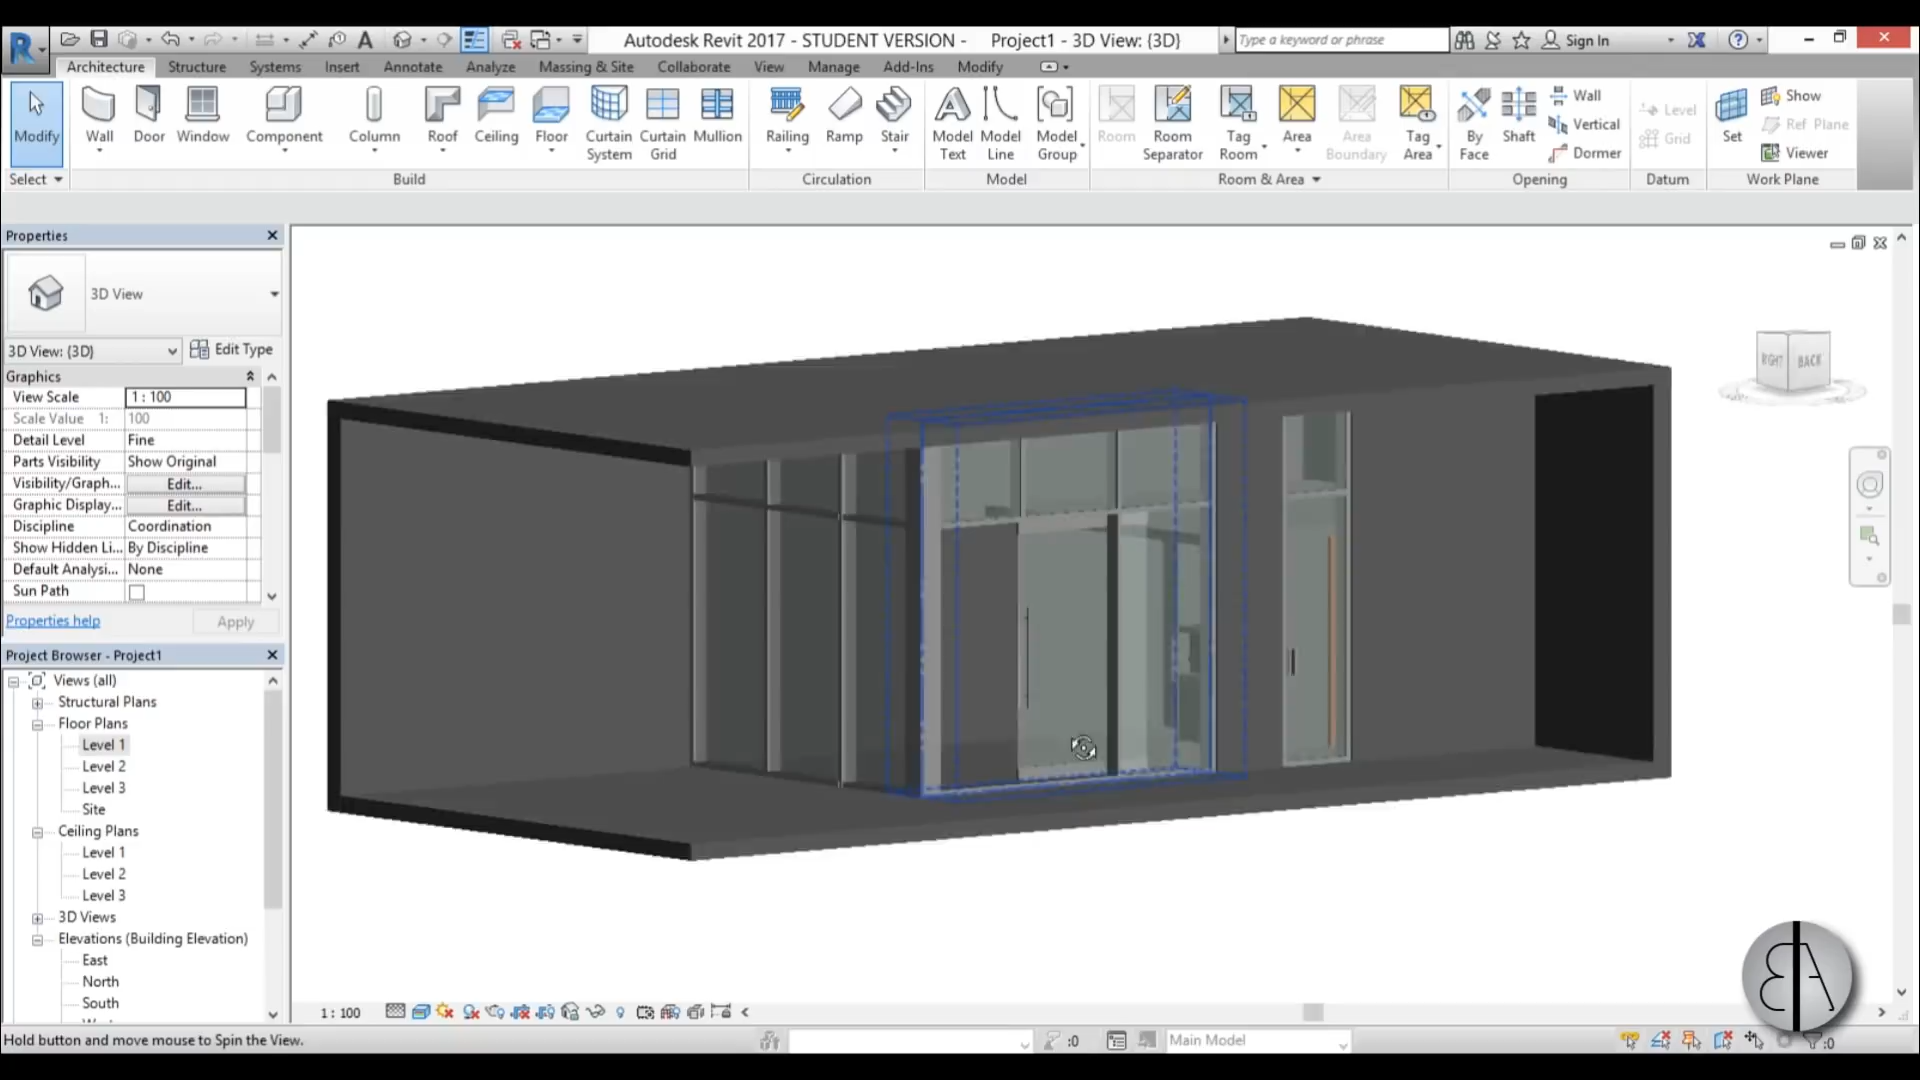 Autodesk Revit 2017 - STUDENT VERSION - Project1 - 3D View: {3D}
Type a keyword or phrase
Sign In
Architecture Structure Systems Insert Annotate Analyze Massing & Site Collaborate View Manage Add-Ins Modify
Modify
Wall
Door
Window
Component
Column
Roof
Ceiling
Floor
Curtain System
Curtain Grid
Mullion
Railing
Ramp
Stair
Model Text
Model Line
Model Group
Room
Room Separator
Tag Room
Area
Area Boundary
Tag Area
By Face
Shaft
Wall
Vertical
Dormer
Level
Grid
Set
Show
Ref Plane
Viewer
Select
Build
Circulation
Model
Room & Area
Opening
Datum
Work Plane
Properties
3D View
3D View: {3D}
Edit Type
Graphics
View Scale 1 : 100
Scale Value 1: 100
Detail Level Fine
Parts Visibility Show Original
Visibility/Graph... Edit...
Graphic Display... Edit...
Discipline Coordination
Show Hidden Li... By Discipline
Default Analysi... None
Sun Path
Properties help
Apply
Project Browser - Project1
Views (all)
Structural Plans
Floor Plans
Level 1
Level 2
Level 3
Site
Ceiling Plans
Level 1
Level 2
Level 3
3D Views
Elevations (Building Elevation)
East
North
South
RIGHT BACK
1 : 100
Hold button and move mouse to Spin the View.
:0
Main Model
:0
BA